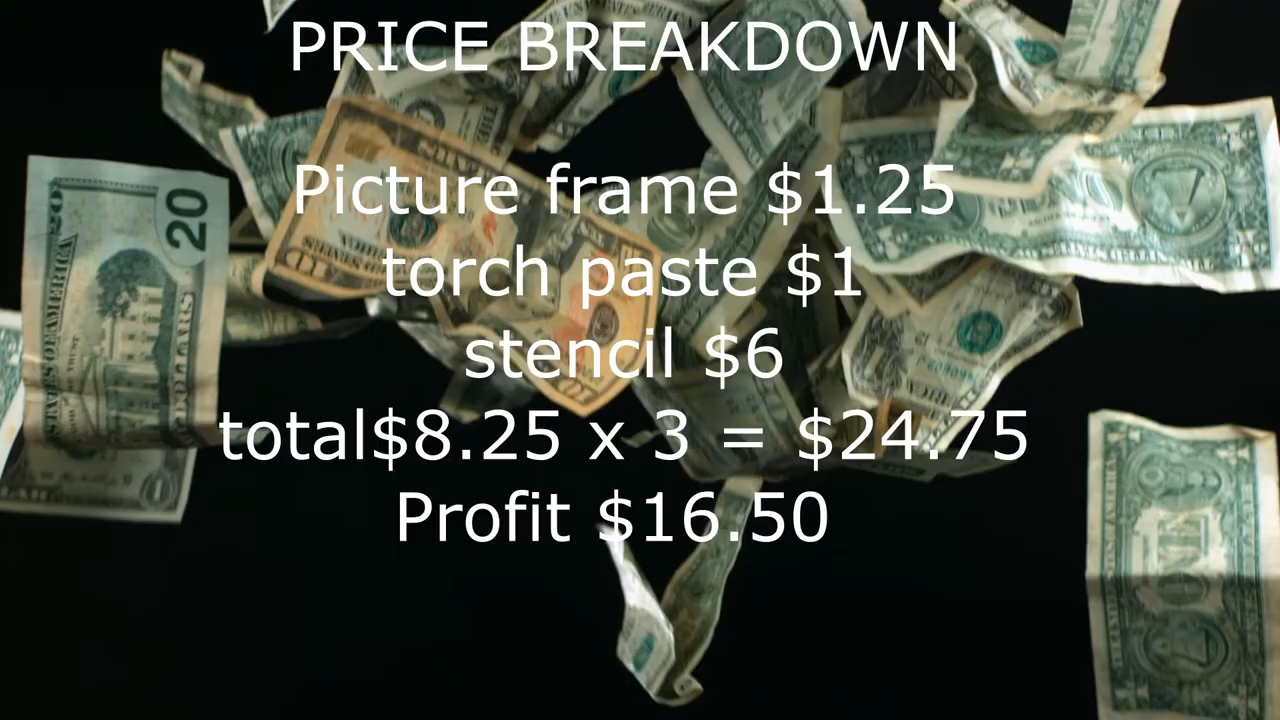 PRICE BREAKDOWN
Picture frame $1.25
torch paste $1
stencil $6
total$8.25 x 3 = $24.75
Profit $16.50
20